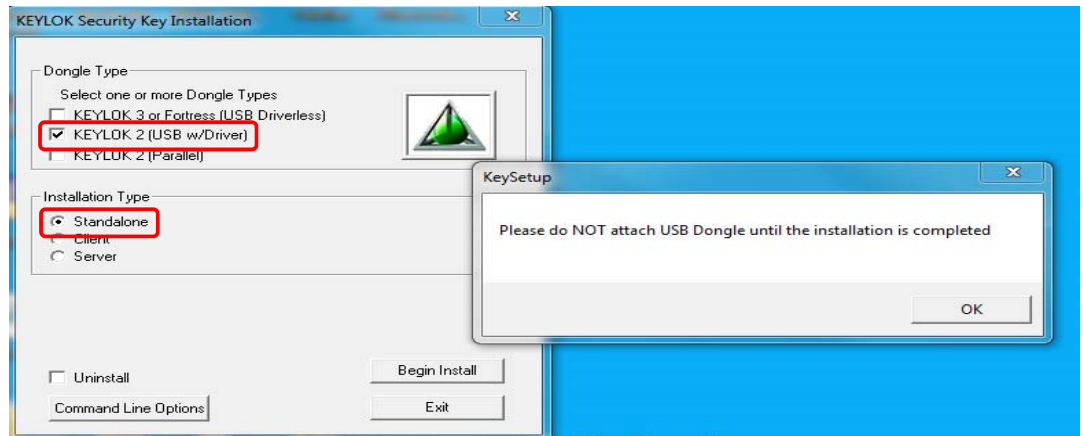 KEYLOK Security Key Installation
Dongle Type
Select one or more Dongle Types
KEYLOK 3 or Fortress (USB Driverless)
KEYLOK 2 (USB w/Driver)
KEYLOK 2 (Parallel)
Installation Type
Standalone
Client
Server
Uninstall
Begin Install
Command Line Options
Exit
KeySetup
Please do NOT attach USB Dongle until the installation is completed
OK